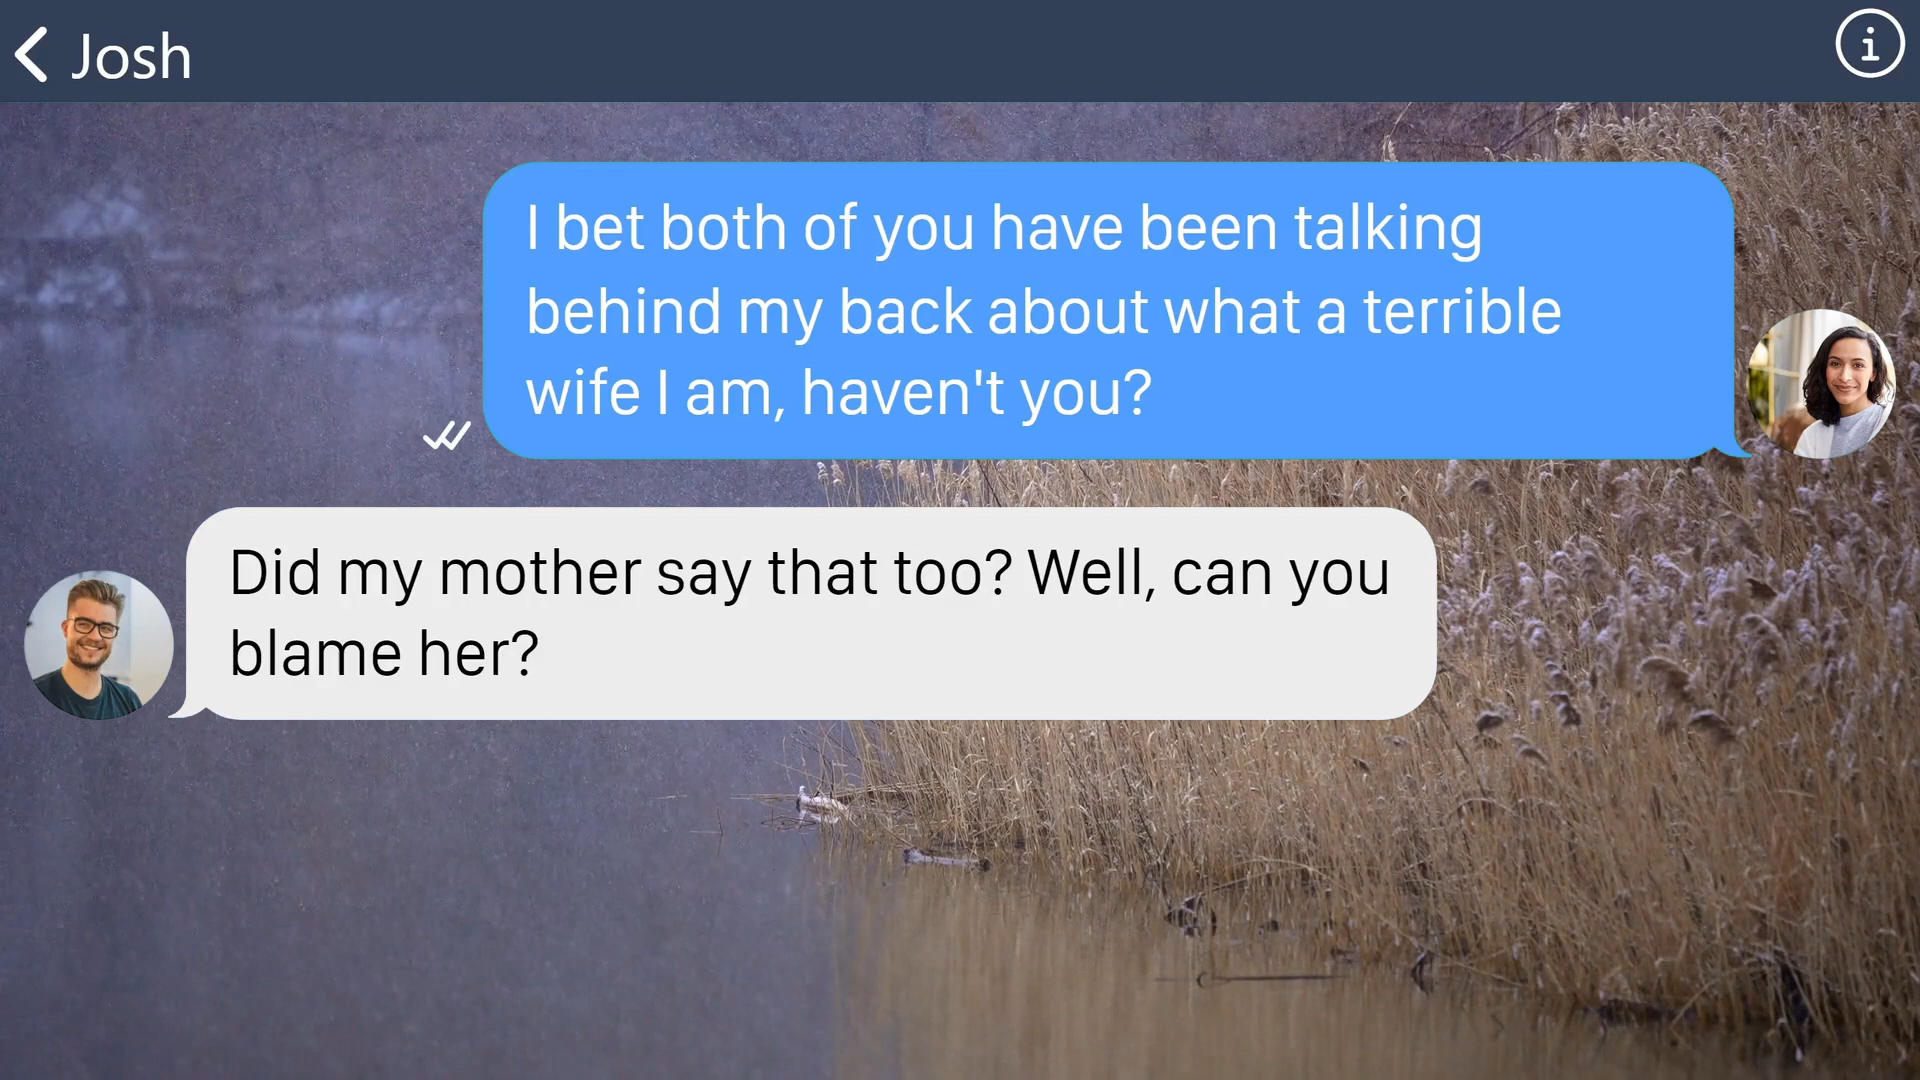 Josh
I bet both of you have been talking
behind my back about what a terrible
wife I am, haven't you?
Did my mother say that too? Well, can you
blame her?